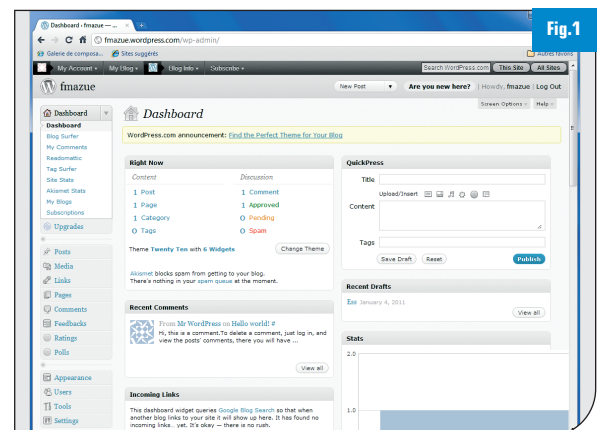 Fig.1
Dashboard ‹ fmazue —...
fmazue.wordpress.com/wp-admin/
Galerie de composa...
Sites suggérés
Autres favoris
My Account
My Blog
Blog Info
Subscribe
Search WordPress.com
This Site
All Sites
fmazue
New Post
Are you new here?
| Howdy, fmazue | Log Out
Screen Options
Help
Dashboard
Dashboard
Blog Surfer
My Comments
Readomattic
Tag Surfer
Site Stats
Akismet Stats
My Blogs
Subscriptions
Upgrades
Posts
Media
Links
Pages
Comments
Feedbacks
Ratings
Polls
Appearance
Users
Tools
Settings
Dashboard
WordPress.com announcement: Find the Perfect Theme for Your Blog
Right Now
Content Discussion
1 Post 1 Comment
1 Page 1 Approved
1 Category 0 Pending
0 Tags 0 Spam
Theme Twenty Ten with 6 Widgets
Change Theme
Akismet blocks spam from getting to your blog.
There's nothing in your spam queue at the moment.
Recent Comments
From Mr WordPress on Hello world! #
Hi, this is a comment.To delete a comment, just log in, and
view the posts' comments, there you will have ...
View all
Incoming Links
This dashboard widget queries Google Blog Search so that when
another blog links to your site it will show up here. It has found no
incoming links.. yet. It's okay — there is no rush.
QuickPress
Title
Upload/Insert
Content
Tags
Save Draft
Reset
Publish
Recent Drafts
Ess January 4, 2011
View all
Stats
2.0
1.0